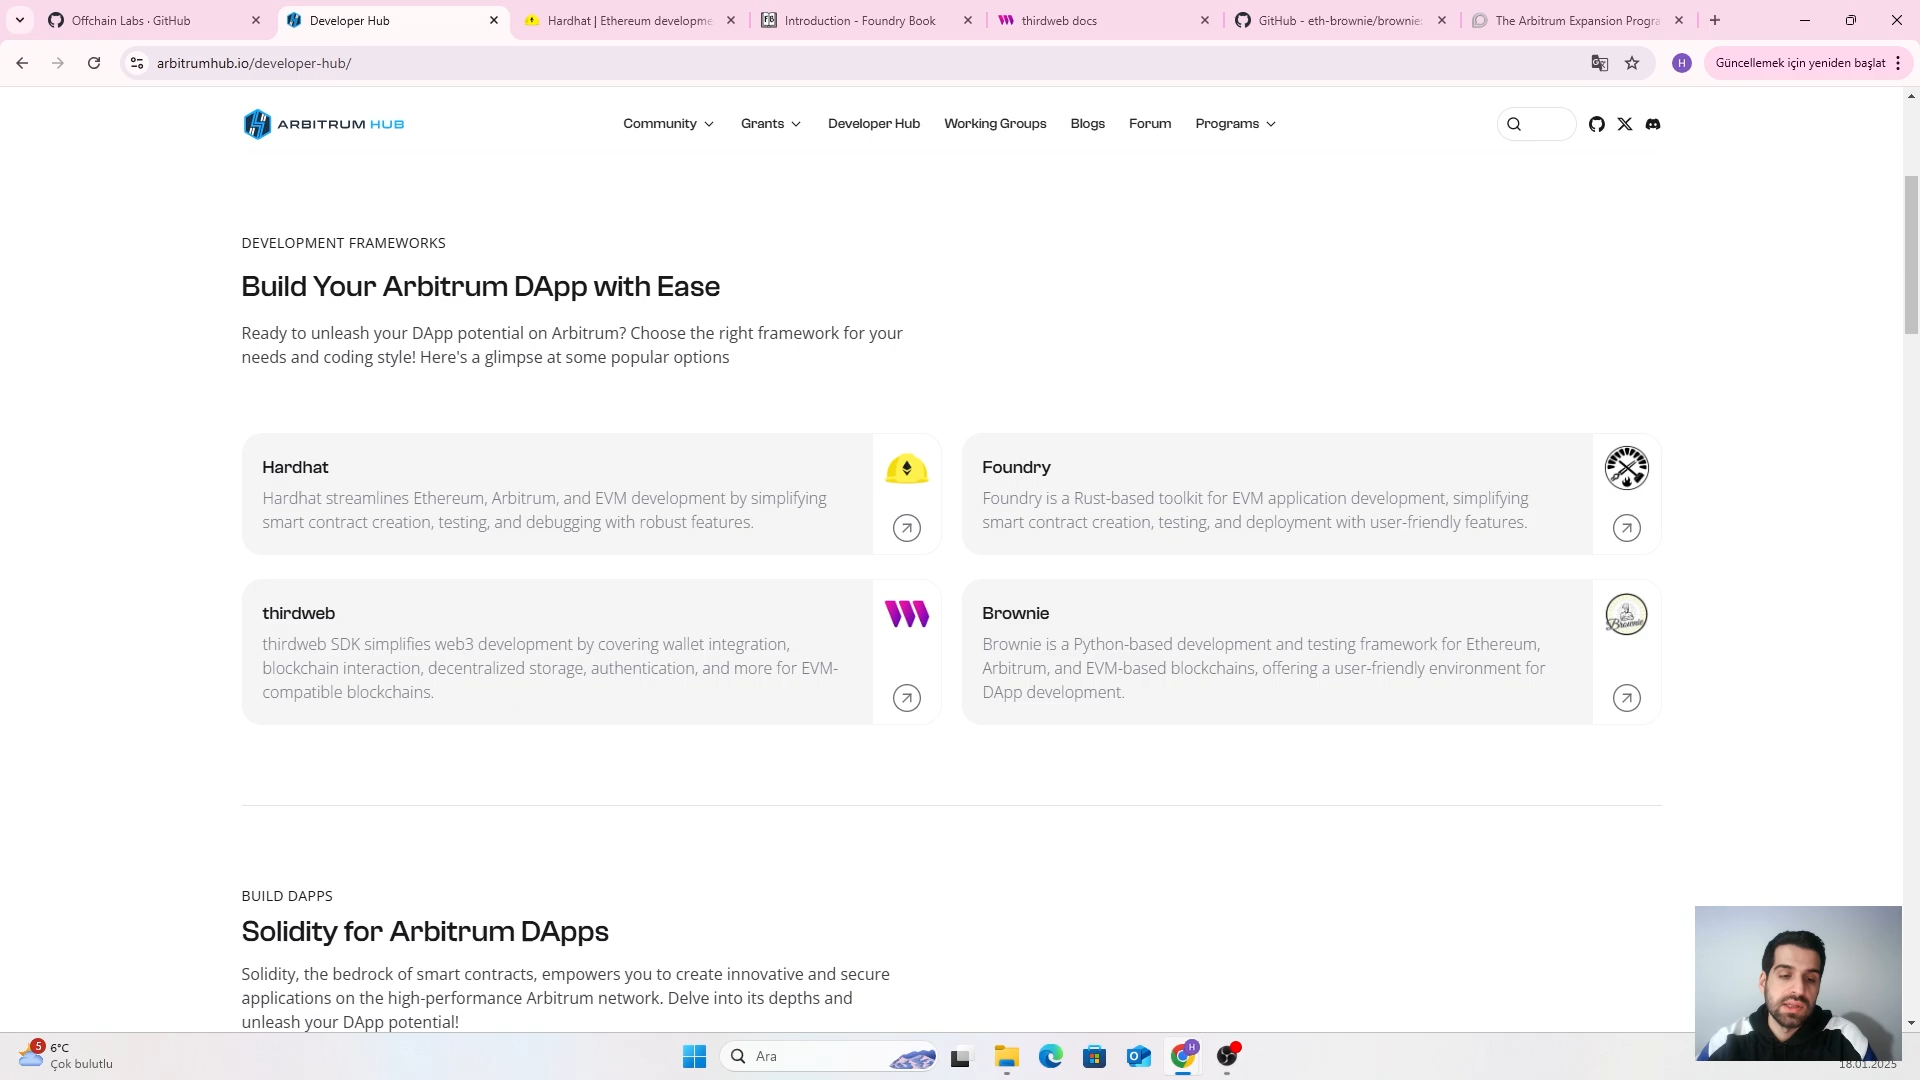 Offchain Labs · GitHub
Developer Hub
Hardhat | Ethereum developme
Introduction - Foundry Book
thirdweb docs
GitHub - eth-brownie/brownie:
The Arbitrum Expansion Progra
arbitrumhub.io/developer-hub/
H
Güncellemek için yeniden başlat
ARBITRUM HUB
Community
Grants
Developer Hub
Working Groups
Blogs
Forum
Programs
DEVELOPMENT FRAMEWORKS
Build Your Arbitrum DApp with Ease
Ready to unleash your DApp potential on Arbitrum? Choose the right framework for your
needs and coding style! Here's a glimpse at some popular options
Hardhat
Hardhat streamlines Ethereum, Arbitrum, and EVM development by simplifying
smart contract creation, testing, and debugging with robust features.
Foundry
Foundry is a Rust-based toolkit for EVM application development, simplifying
smart contract creation, testing, and deployment with user-friendly features.
thirdweb
thirdweb SDK simplifies web3 development by covering wallet integration,
blockchain interaction, decentralized storage, authentication, and more for EVM-
compatible blockchains.
Brownie
Brownie is a Python-based development and testing framework for Ethereum,
Arbitrum, and EVM-based blockchains, offering a user-friendly environment for
DApp development.
Brownie
BUILD DAPPS
Solidity for Arbitrum DApps
Solidity, the bedrock of smart contracts, empowers you to create innovative and secure
applications on the high-performance Arbitrum network. Delve into its depths and
unleash your DApp potential!
5
6°C
Çok bulutlu
Ara
H
18.01.2025